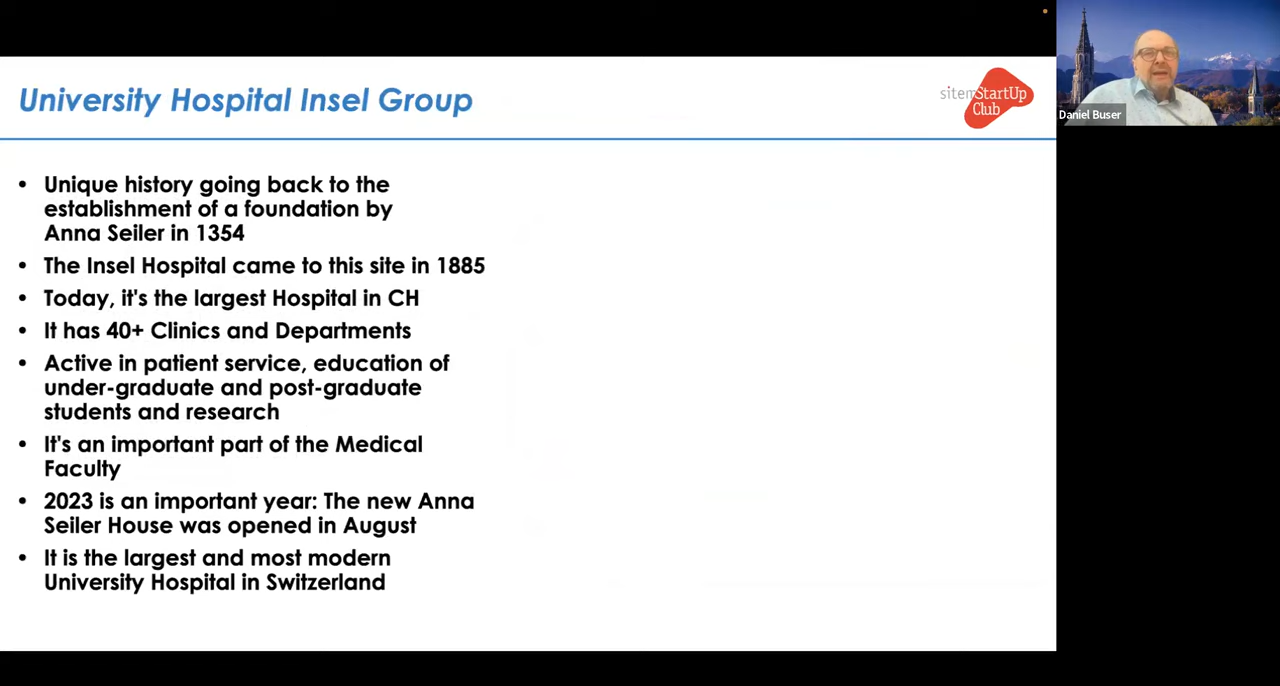 University Hospital Insel Group
sitemStartUp
Club
Daniel Buser
• Unique history going back to the
establishment of a foundation by
Anna Seiler in 1354
• The Insel Hospital came to this site in 1885
• Today, it's the largest Hospital in CH
• It has 40+ Clinics and Departments
• Active in patient service, education of
under-graduate and post-graduate
students and research
• It's an important part of the Medical
Faculty
• 2023 is an important year: The new Anna
Seiler House was opened in August
• It is the largest and most modern
University Hospital in Switzerland